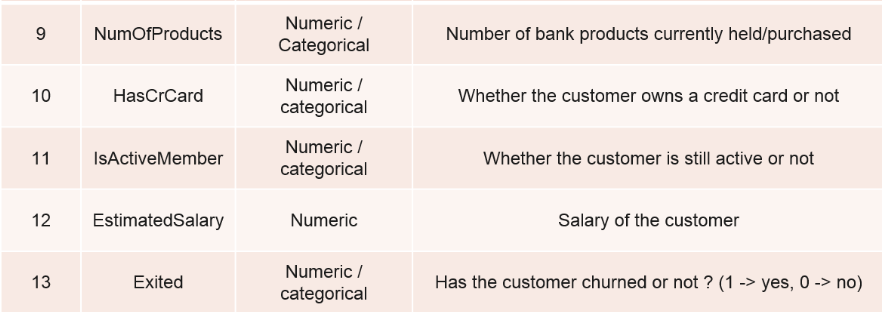 9 NumOfProducts Numeric / Categorical Number of bank products currently held/purchased
10 HasCrCard Numeric / categorical Whether the customer owns a credit card or not
11 IsActiveMember Numeric / categorical Whether the customer is still active or not
12 EstimatedSalary Numeric Salary of the customer
13 Exited Numeric / categorical Has the customer churned or not ? (1 -> yes, 0 -> no)